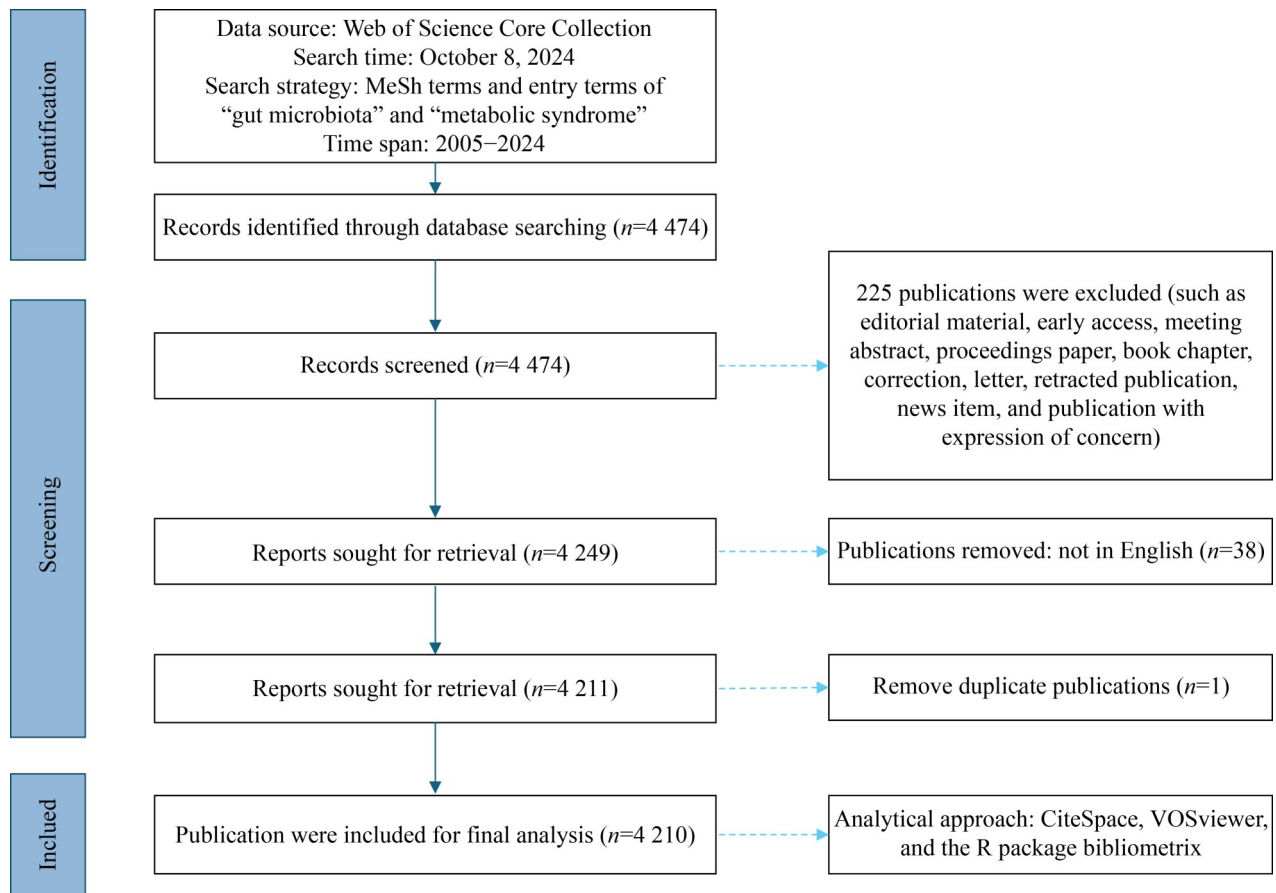 Identification
Data source: Web of Science Core Collection
Search time: October 8, 2024
Search strategy: MeSh terms and entry terms of
“gut microbiota” and “metabolic syndrome”
Time span: 2005−2024
Records identified through database searching (n=4 474)
Screening
Records screened (n=4 474)
225 publications were excluded (such as
editorial material, early access, meeting
abstract, proceedings paper, book chapter,
correction, letter, retracted publication,
news item, and publication with
expression of concern)
Reports sought for retrieval (n=4 249)
Publications removed: not in English (n=38)
Reports sought for retrieval (n=4 211)
Remove duplicate publications (n=1)
Inclued
Publication were included for final analysis (n=4 210)
Analytical approach: CiteSpace, VOSviewer,
and the R package bibliometrix